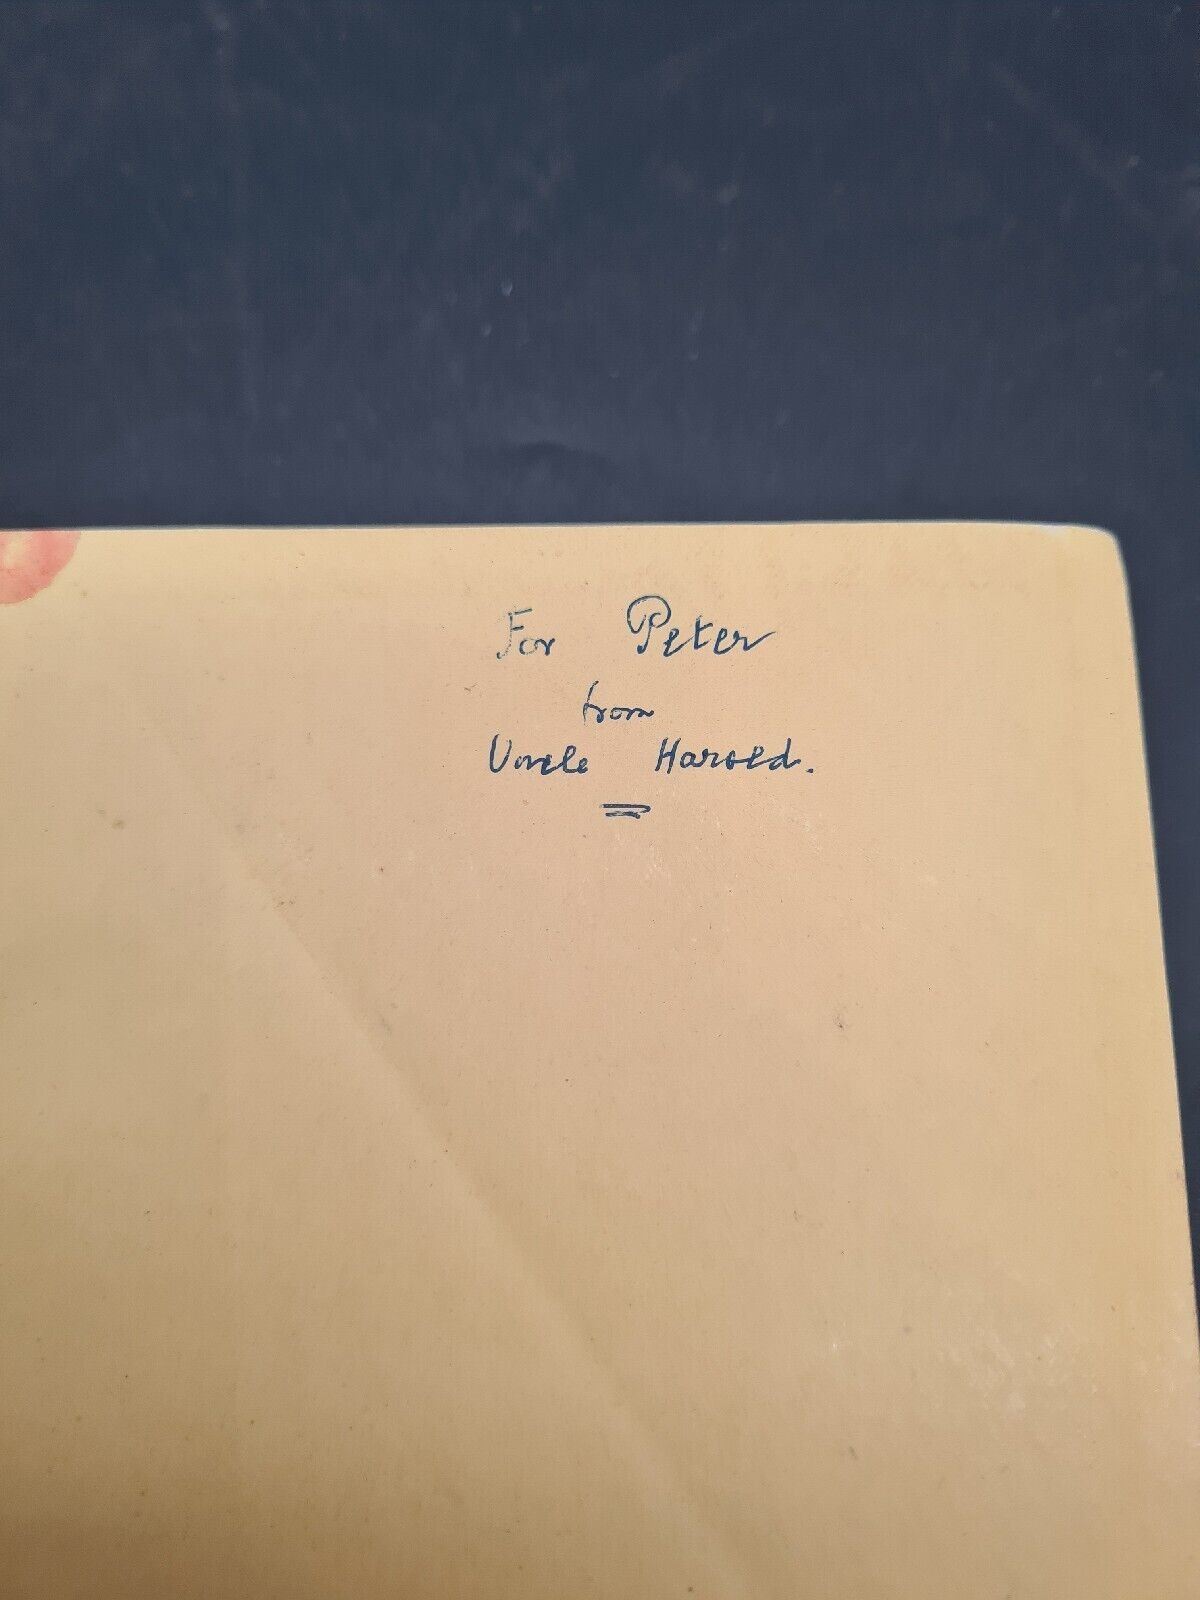 For Peter
from
Uncle Harold.